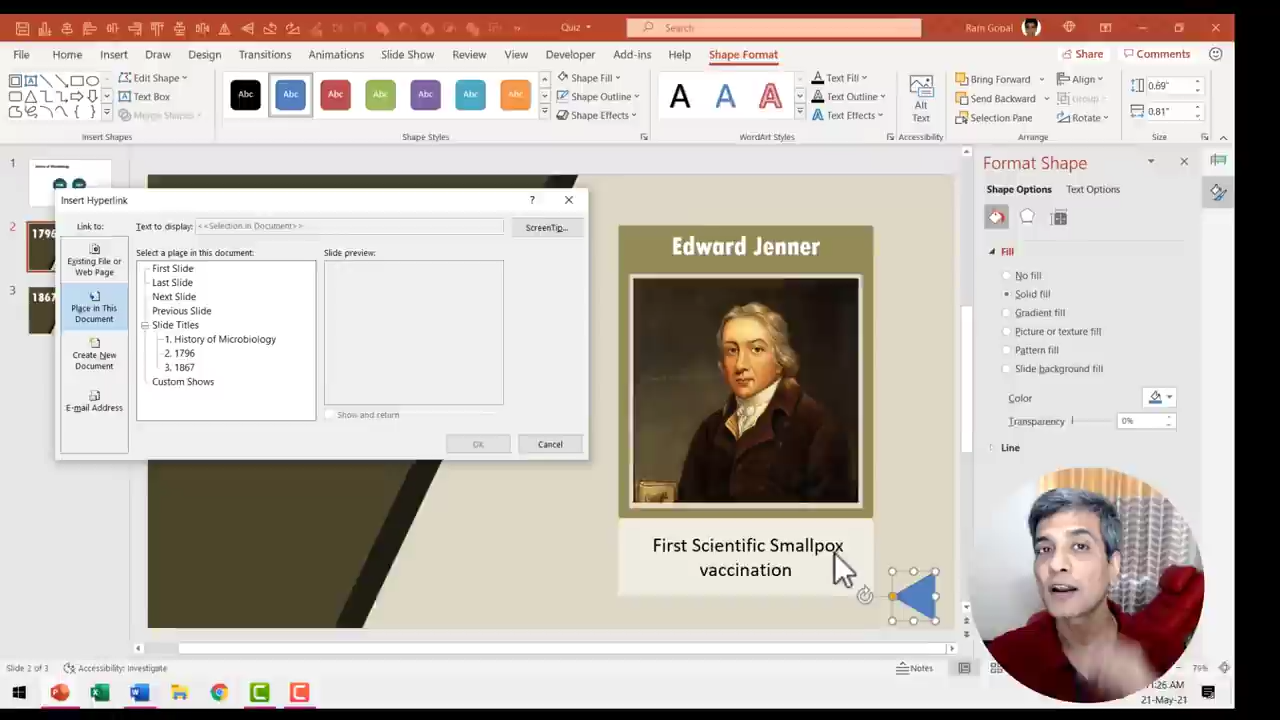 Quiz
Search
Ram Gopal
File Home Insert Draw Design Transitions Animations Slide Show Review View Developer Add-ins Help Shape Format Share Comments
Edit Shape
Text Box
Merge Shapes
Insert Shapes
Abc Abc Abc Abc Abc Abc Abc
Shape Fill
Shape Outline
Shape Effects
Shape Styles
A A A
Text Fill
Text Outline
Text Effects
WordArt Styles
Alt
Text
Accessibility
Bring Forward
Send Backward
Selection Pane
Align
Group
Rotate
Arrange
0.69"
0.81"
Size
1
2
1796
3
1867
Insert Hyperlink
?
Link to:
Text to display: <<Selection in Document>>
ScreenTip...
Existing File or
Web Page
Place in This
Document
Create New
Document
E-mail Address
Select a place in this document:
First Slide
Last Slide
Next Slide
Previous Slide
Slide Titles
1. History of Microbiology
2. 1796
3. 1867
Custom Shows
Slide preview:
Show and return
OK
Cancel
Edward Jenner
First Scientific Smallpox
vaccination
Format Shape
Shape Options Text Options
Fill
No fill
Solid fill
Gradient fill
Picture or texture fill
Pattern fill
Slide background fill
Color
Transparency
0%
Line
Slide 2 of 3
Accessibility: Investigate
Notes
79%
11:26 AM
21-May-21